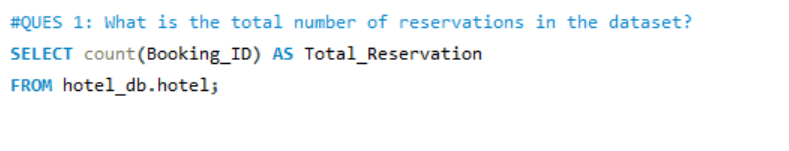 #QUES 1: What is the total number of reservations in the dataset?
SELECT count(Booking_ID) AS Total_Reservation
FROM hotel_db.hotel;